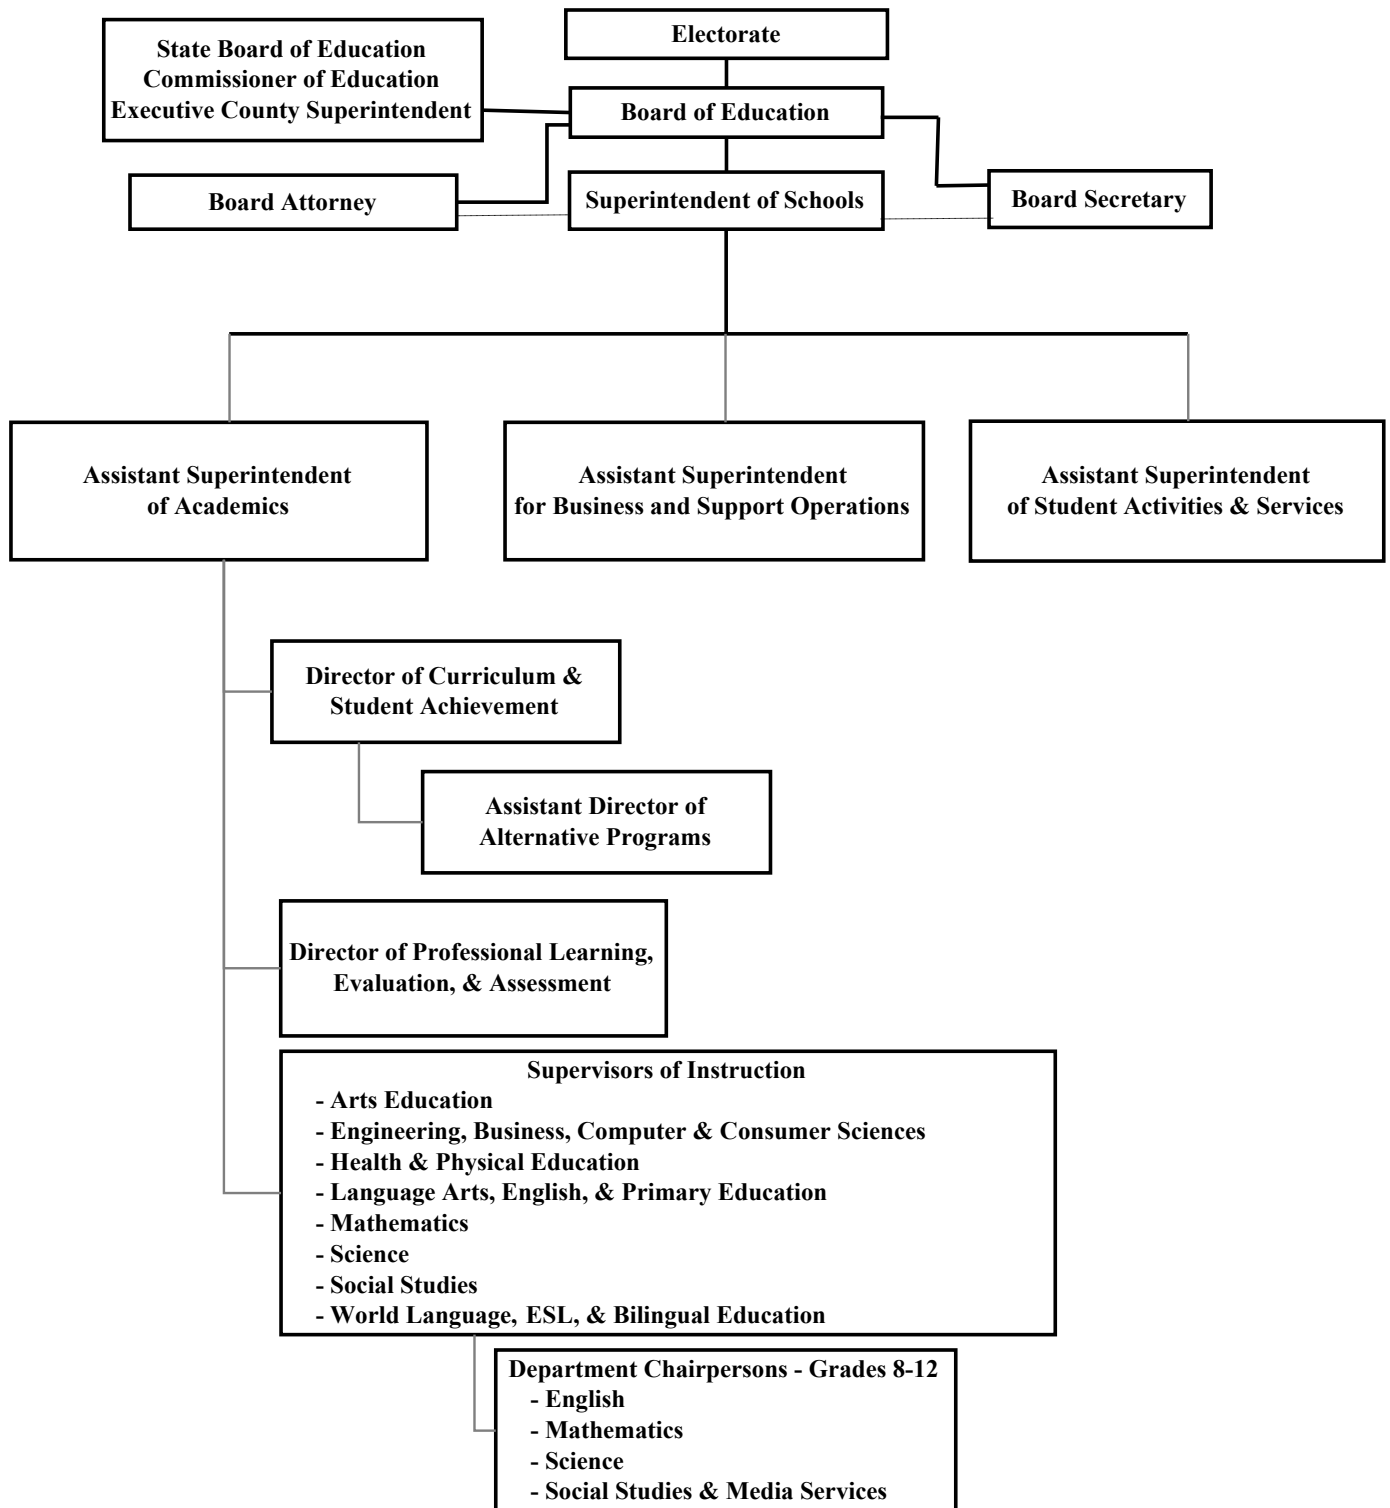 Electorate
State Board of Education
Commissioner of Education
Executive County Superintendent
Board of Education
Board Attorney
Superintendent of Schools
Board Secretary
Assistant Superintendent
of Academics
Assistant Superintendent
for Business and Support Operations
Assistant Superintendent
of Student Activities & Services
Director of Curriculum &
Student Achievement
Assistant Director of
Alternative Programs
Director of Professional Learning,
Evaluation, & Assessment
Supervisors of Instruction
- Arts Education
- Engineering, Business, Computer & Consumer Sciences
- Health & Physical Education
- Language Arts, English, & Primary Education
- Mathematics
- Science
- Social Studies
- World Language, ESL, & Bilingual Education
Department Chairpersons - Grades 8-12
- English
- Mathematics
- Science
- Social Studies & Media Services